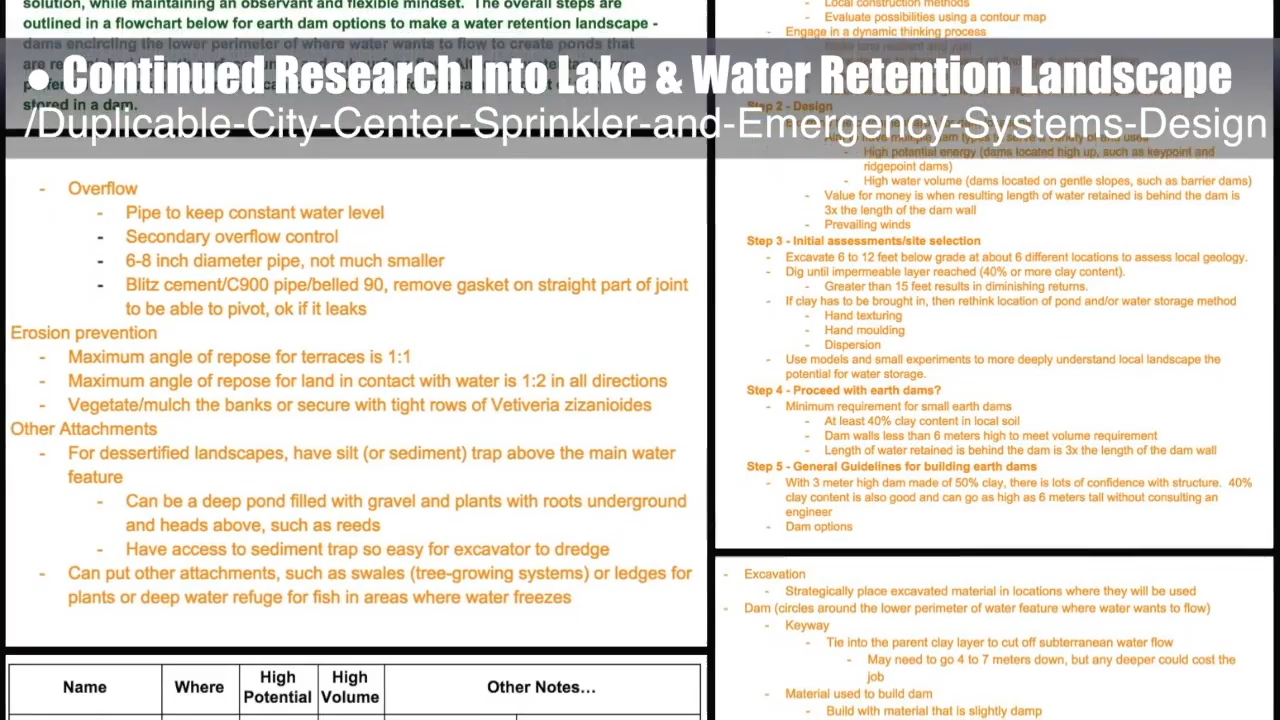 solution, while maintaining an observant and flexible mindset. The overall steps are
outlined in a flowchart below for earth dam options to make a water retention landscape -
dams encircling the lower perimeter of where water wants to flow to create ponds that
stored in a dam.
● Continued Research Into Lake & Water Retention Landscape
/Duplicable-City-Center-Sprinkler-and-Emergency-Systems-Design
- Overflow
- Pipe to keep constant water level
- Secondary overflow control
- 6-8 inch diameter pipe, not much smaller
- Blitz cement/C900 pipe/belled 90, remove gasket on straight part of joint
to be able to pivot, ok if it leaks
Erosion prevention
- Maximum angle of repose for terraces is 1:1
- Maximum angle of repose for land in contact with water is 1:2 in all directions
- Vegetate/mulch the banks or secure with tight rows of Vetiveria zizanioides
Other Attachments
- For dessertified landscapes, have silt (or sediment) trap above the main water
feature
- Can be a deep pond filled with gravel and plants with roots underground
and heads above, such as reeds
- Have access to sediment trap so easy for excavator to dredge
- Can put other attachments, such as swales (tree-growing systems) or ledges for
plants or deep water refuge for fish in areas where water freezes
Name Where High Potential High Volume Other Notes…
- Local construction methods
- Evaluate possibilities using a contour map
- Engage in a dynamic thinking process
Step 2 - Design
- High potential energy (dams located high up, such as keypoint and
ridgepoint dams)
- High water volume (dams located on gentle slopes, such as barrier dams)
- Value for money is when resulting length of water retained is behind the dam is
3x the length of the dam wall
- Prevailing winds
Step 3 - Initial assessments/site selection
- Excavate 6 to 12 feet below grade at about 6 different locations to assess local geology.
- Dig until impermeable layer reached (40% or more clay content).
- Greater than 15 feet results in diminishing returns.
- If clay has to be brought in, then rethink location of pond and/or water storage method
- Hand texturing
- Hand moulding
- Dispersion
- Use models and small experiments to more deeply understand local landscape the
potential for water storage.
Step 4 - Proceed with earth dams?
- Minimum requirement for small earth dams
- At least 40% clay content in local soil
- Dam walls less than 6 meters high to meet volume requirement
- Length of water retained is behind the dam is 3x the length of the dam wall
Step 5 - General Guidelines for building earth dams
- With 3 meter high dam made of 50% clay, there is lots of confidence with structure. 40%
clay content is also good and can go as high as 6 meters tall without consulting an
engineer
- Dam options
- Excavation
- Strategically place excavated material in locations where they will be used
- Dam (circles around the lower perimeter of water feature where water wants to flow)
- Keyway
- Tie into the parent clay layer to cut off subterranean water flow
- May need to go 4 to 7 meters down, but any deeper could cost the
job
- Material used to build dam
- Build with material that is slightly damp